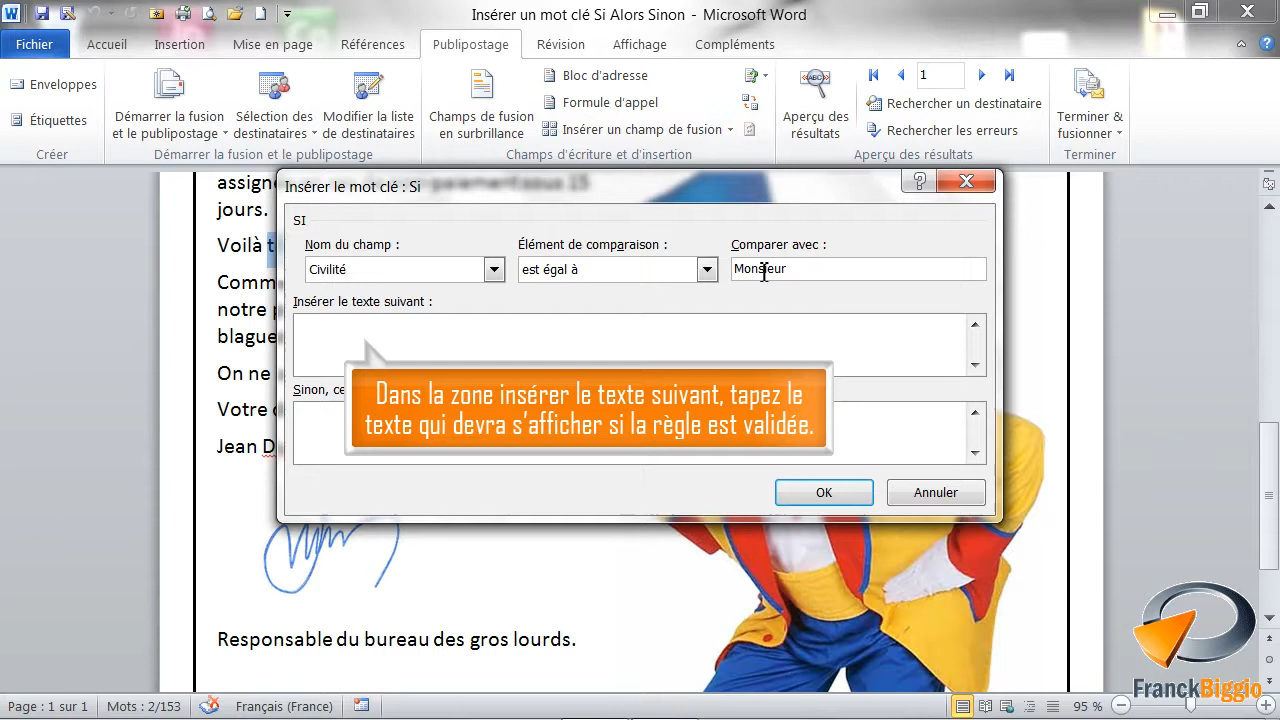 Insérer un mot clé Si Alors Sinon - Microsoft Word
Fichier Accueil Insertion Mise en page Références Publipostage Révision Affichage Compléments
Enveloppes
Étiquettes
Créer
Démarrer la fusion
et le publipostage
Sélection des
destinataires
Modifier la liste
de destinataires
Démarrer la fusion et le publipostage
Champs de fusion
en surbrillance
Bloc d'adresse
Formule d'appel
Insérer un champ de fusion
Champs d'écriture et d'insertion
Aperçu des
résultats
1
Rechercher un destinataire
Rechercher les erreurs
Aperçu des résultats
Terminer &
fusionner
Terminer
jours.
Voilà t
Comm
notre p
blague
On ne
Votre
Jean D
Insérer le mot clé : Si
SI
Nom du champ : Élément de comparaison : Comparer avec :
Civilité est égal à Monsieur
Insérer le texte suivant :
Dans la zone insérer le texte suivant, tapez le
texte qui devra s'afficher si la règle est validée.
Sinon, ce
OK Annuler
Responsable du bureau des gros lourds.
FranckBiggio
Page : 1 sur 1 Mots : 2/153 Français (France) 95 %